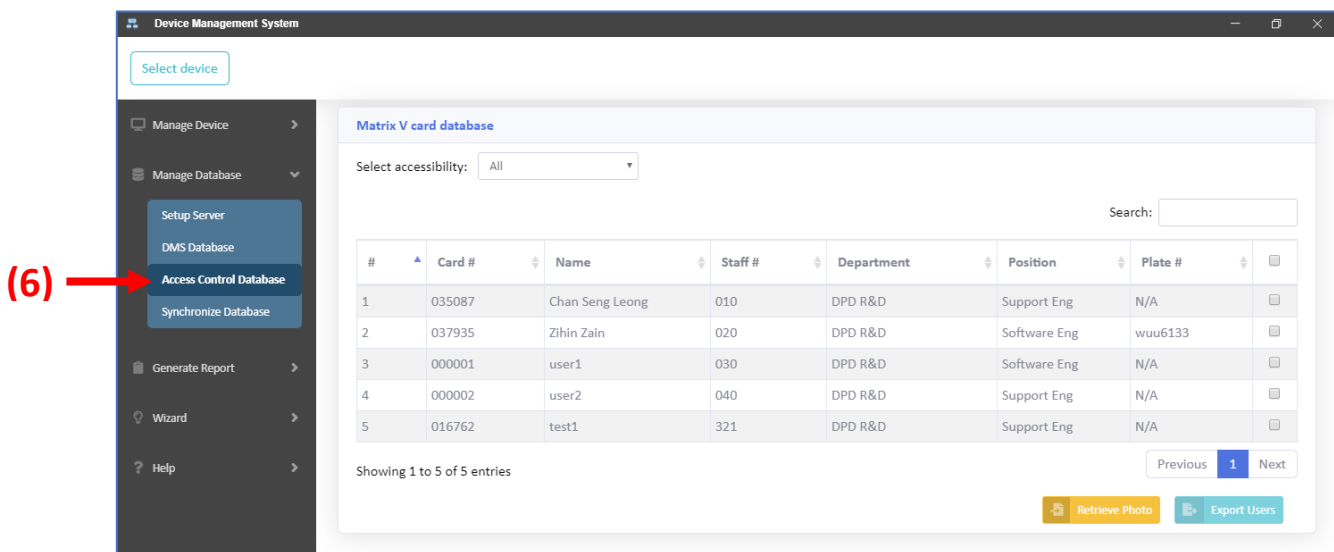 Device Management System
Select device
Manage Device
Manage Database
Setup Server
DMS Database
(6)
Access Control Database
Synchronize Database
Generate Report
Wizard
? Help
Matrix V card database
Select accessibility: All
Search:
# Card # Name Staff # Department Position Plate #
1 035087 Chan Seng Leong 010 DPD R&D Support Eng N/A
2 037935 Zihin Zain 020 DPD R&D Software Eng wuu6133
3 000001 user1 030 DPD R&D Software Eng N/A
4 000002 user2 040 DPD R&D Support Eng N/A
5 016762 test1 321 DPD R&D Support Eng N/A
Showing 1 to 5 of 5 entries
Previous 1 Next
Retrieve Photo Export Users